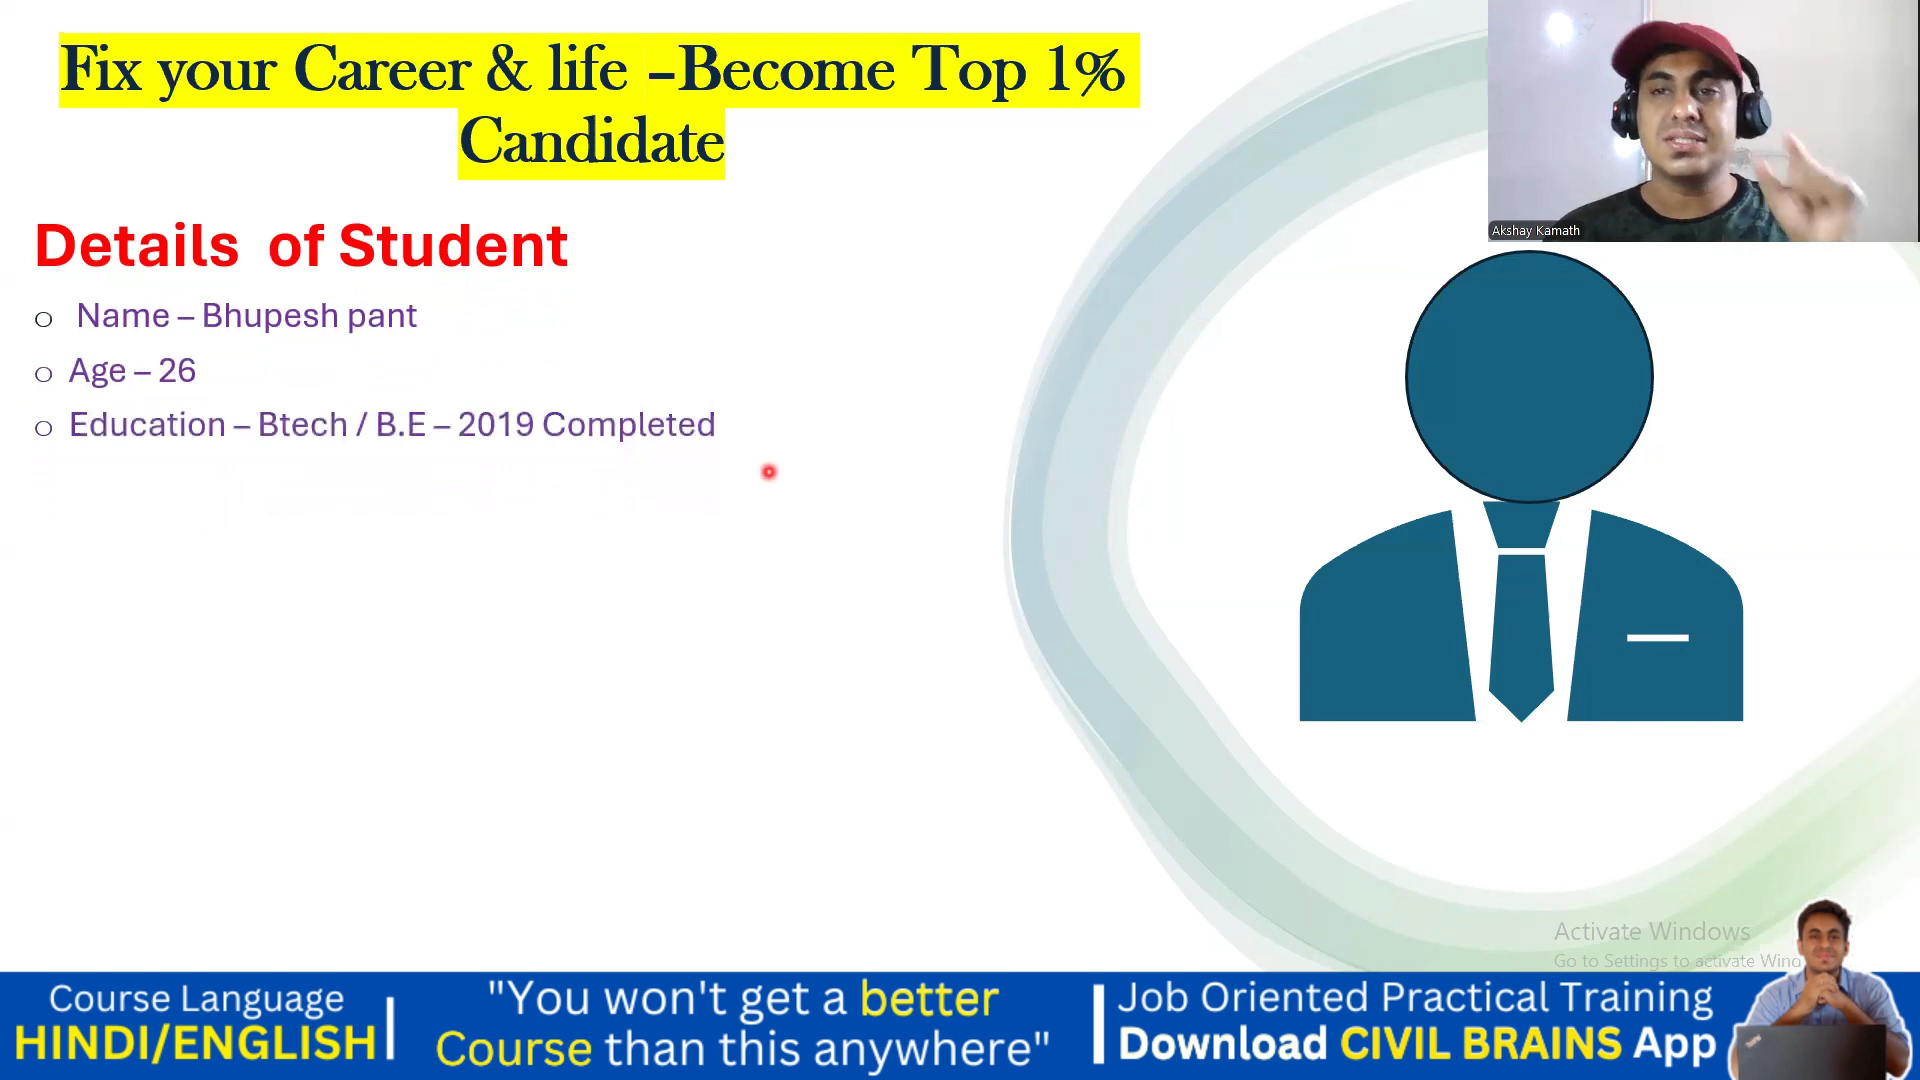 Fix your Career & life –Become Top 1%
Candidate
Akshay Kamath
Details of Student
o Name – Bhupesh pant
o Age – 26
o Education – Btech / B.E – 2019 Completed
Activate Windows
Go to Settings to activate Wind
Course Language
HINDI/ENGLISH
"You won't get a better
Course than this anywhere"
Job Oriented Practical Training
Download CIVIL BRAINS App